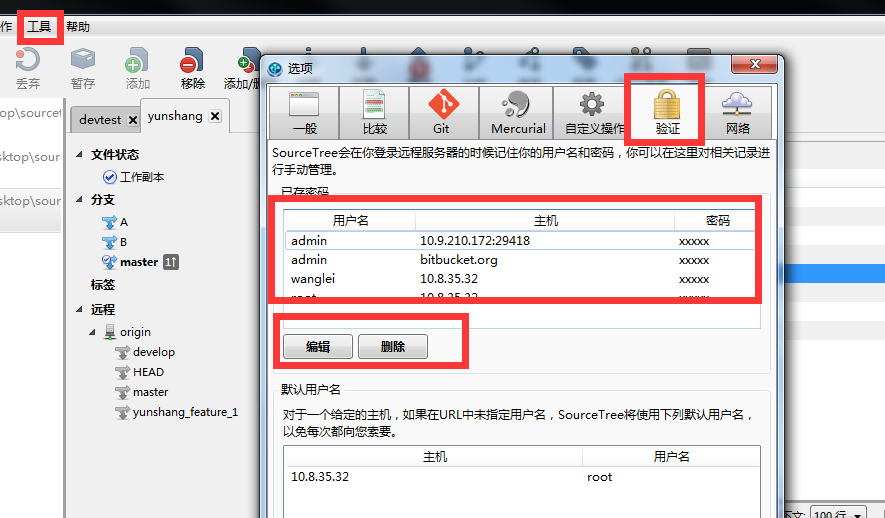 作 工具 帮助
丢弃 暂存 添加 移除 添加/删
选项
一般 比较 Git Mercurial 自定义操作 验证 网络
op\sourcet
sktop\sour
sktop\sour
devtest yunshang
文件状态
工作副本
分支
A
B
master 1↑
标签
远程
origin
develop
HEAD
master
yunshang_feature_1
SourceTree会在你登录远程服务器的时候记住你的用户名和密码，你可以在这里对相关记录进
行手动管理。
已存密码
用户名 主机 密码
admin 10.9.210.172:29418 xxxxx
admin bitbucket.org xxxxx
wanglei 10.8.35.32 xxxxx
root 10.8.35.32 xxxxx
编辑 删除
默认用户名
对于一个给定的主机，如果在URL中未指定用户名，SourceTree将使用下列默认用户名，
以免每次都向您索要。
主机 用户名
10.8.35.32 root
下文: 100 行